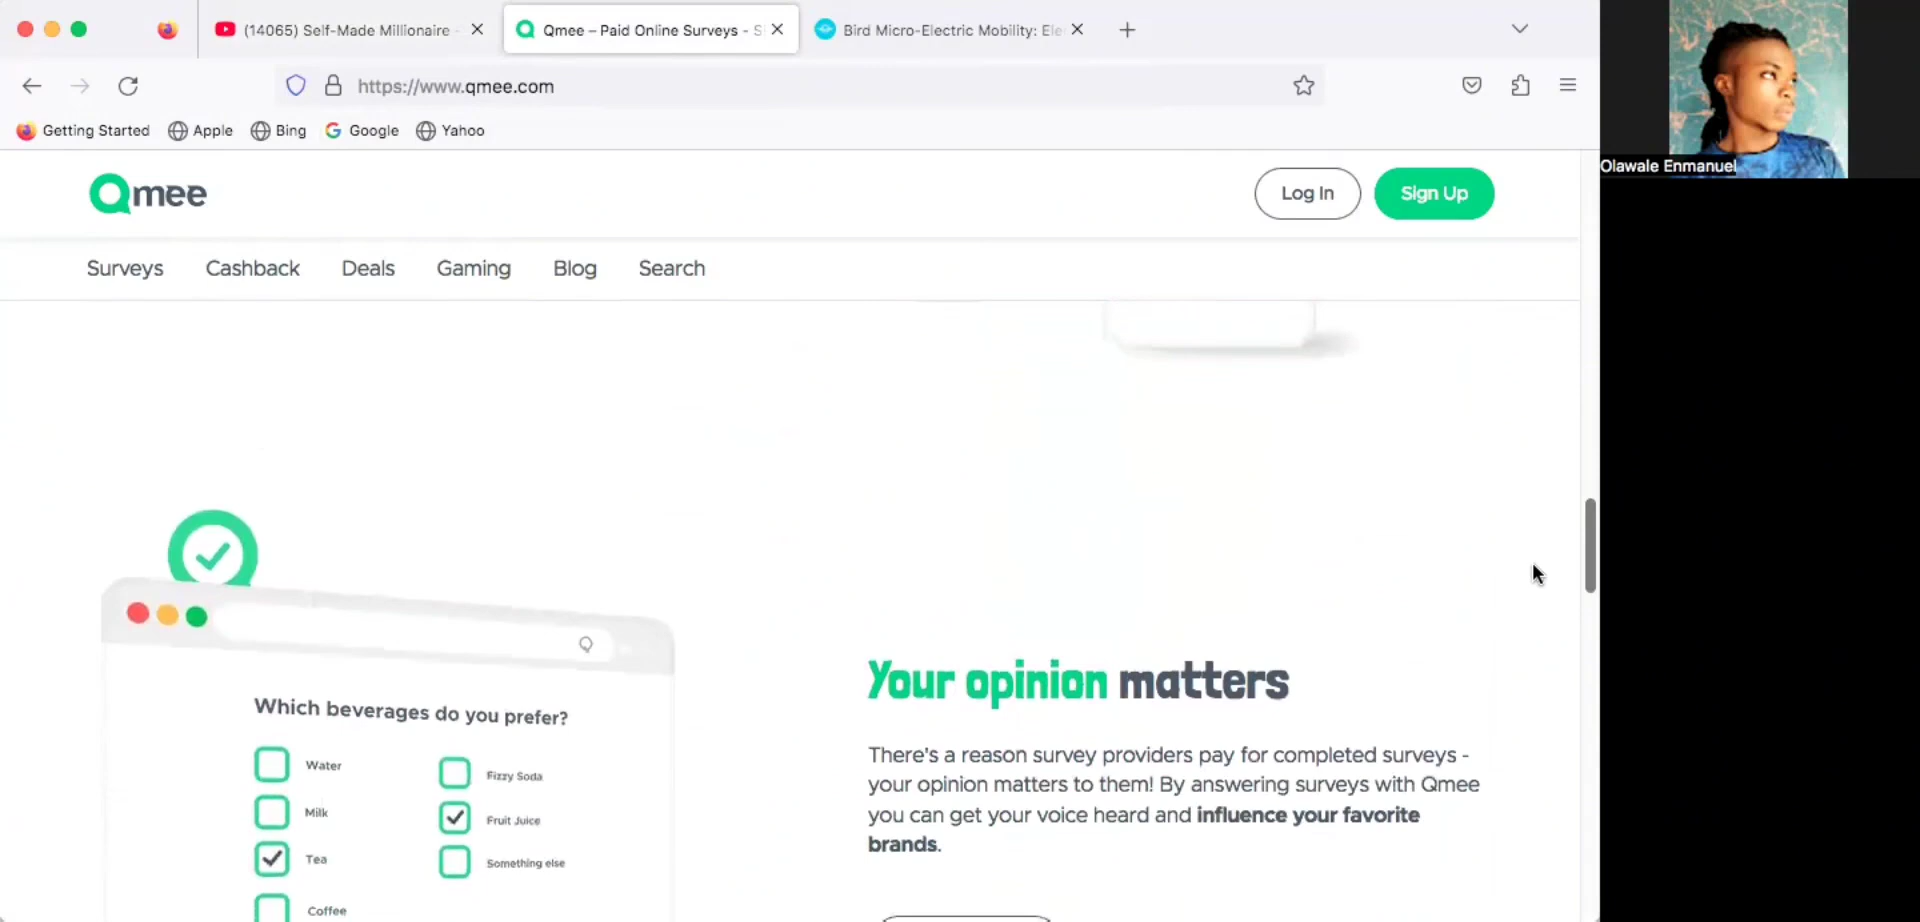 (14065) Self-Made Millionaire -
Qmee – Paid Online Surveys - S
Bird Micro-Electric Mobility: Ele
https://www.qmee.com
Getting Started
Apple
Bing
Google
Yahoo
Olawale Enmanuel
Qmee
Log In
Sign Up
Surveys
Cashback
Deals
Gaming
Blog
Search
Which beverages do you prefer?
Water
Fizzy Soda
Milk
Fruit Juice
Tea
Something else
Coffee
Your opinion matters
There's a reason survey providers pay for completed surveys -
your opinion matters to them! By answering surveys with Qmee
you can get your voice heard and influence your favorite
brands.